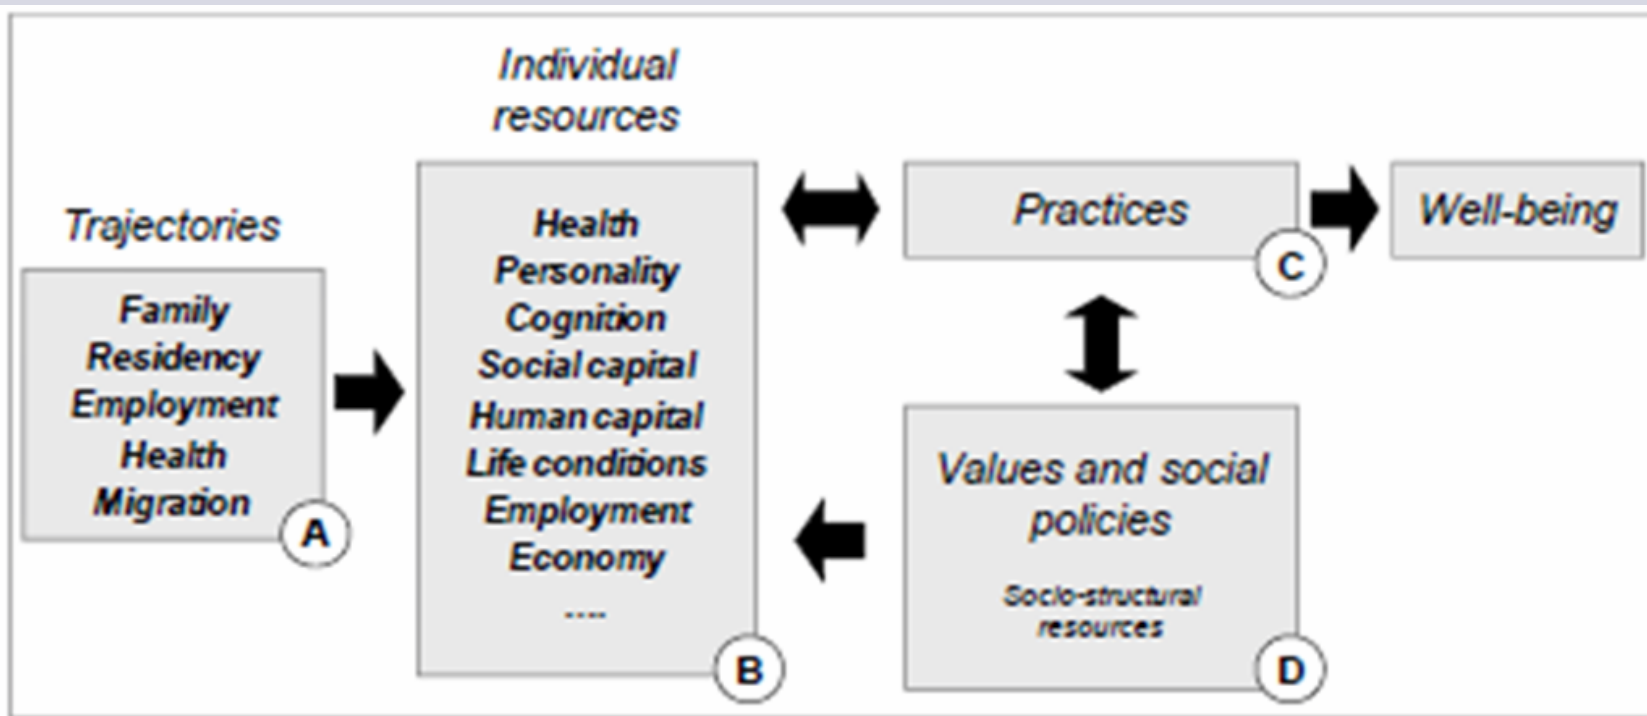 Trajectories
Family
Residency
Employment
Health
Migration
A
Individual
resources
Health
Personality
Cognition
Social capital
Human capital
Life conditions
Employment
Economy
----
B
Practices
C
Well-being
Values and social
policies
Socio-structural
resources
D